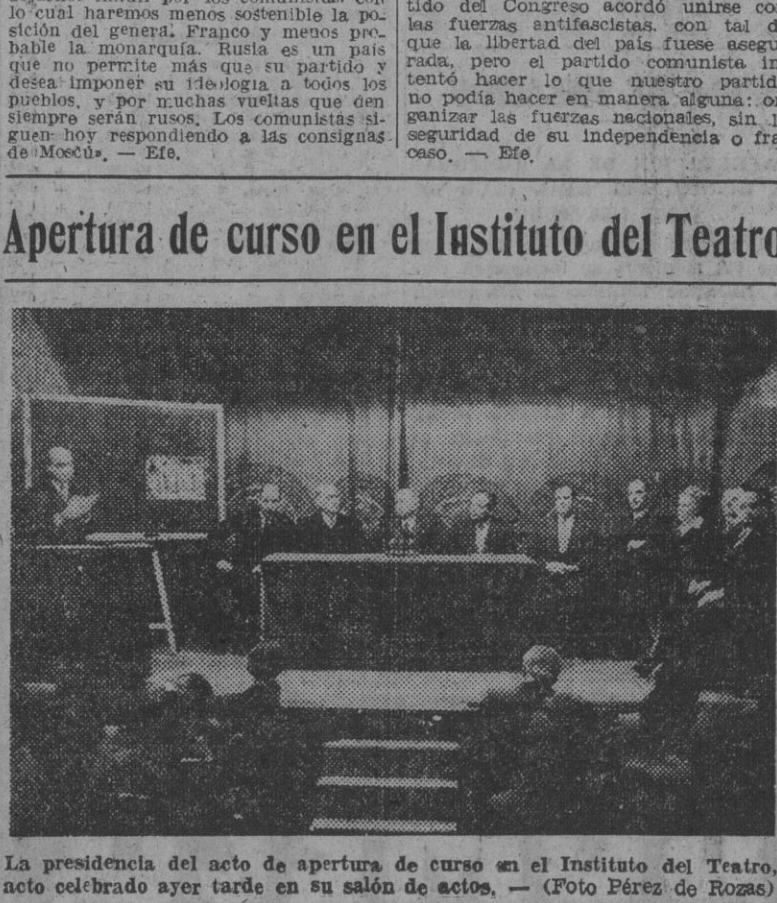 lo cual haremos menos sostenible la po-
sición del general Franco y menos pro-
bable la monarquía. Rusia es un país
que no permite más que su partido y
desea imponer su ideología a todos los
pueblos, y por muchas vueltas que den
siempre serán rusos. Los comunistas si-
guen hoy respondiendo a las consignas
de «Moscú». — Efe.
tido del Congreso acordó unirse co
las fuerzas antifascistas, con tal d
que la libertad del país fuese asegu
rada, pero el partido comunista in
tentó hacer lo que nuestro partid
no podía hacer en manera alguna: o
ganizar las fuerzas nacionales, sin l
seguridad de su independencia o fra
caso. — Efe.
Apertura de curso en el Instituto del Teatro
La presidencia del acto de apertura de curso en el Instituto del Teatro,
acto celebrado ayer tarde en su salón de actos. — (Foto Pérez de Rozas)